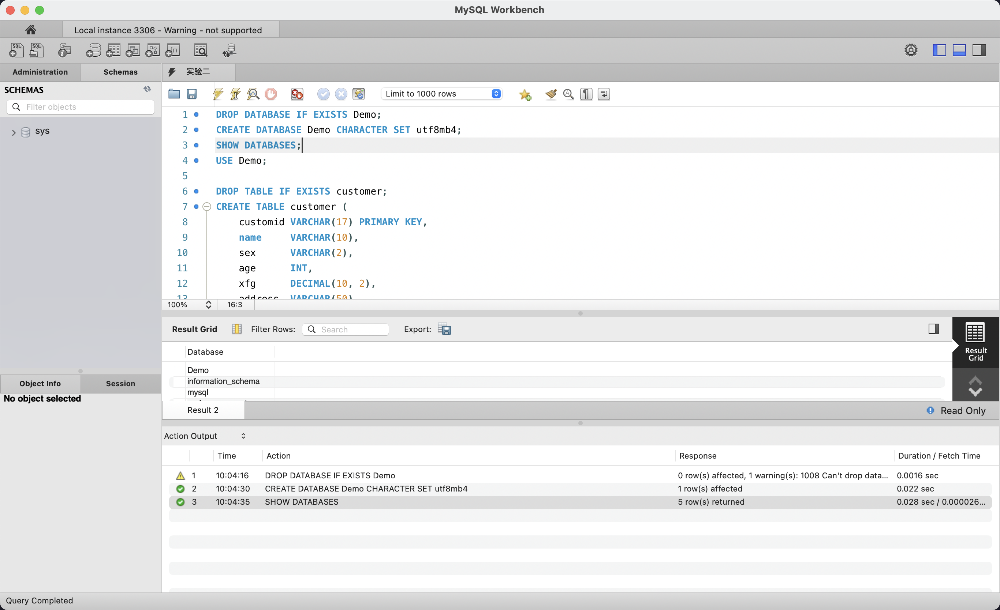 MySQL Workbench
Local instance 3306 - Warning - not supported
Administration
Schemas
实验二
SCHEMAS
Filter objects
sys
Limit to 1000 rows
1 DROP DATABASE IF EXISTS Demo;
2 CREATE DATABASE Demo CHARACTER SET utf8mb4;
3 SHOW DATABASES;
4 USE Demo;
5
6 DROP TABLE IF EXISTS customer;
7 CREATE TABLE customer (
8 customid VARCHAR(17) PRIMARY KEY,
9 name VARCHAR(10),
10 sex VARCHAR(2),
11 age INT,
12 xfg DECIMAL(10, 2),
13 address VARCHAR(50)
100% 16:3
Result Grid Filter Rows: Search Export:
Result
Grid
Database
Demo
information_schema
mysql
Object Info
Session
No object selected
Result 2
Read Only
Action Output
Time Action Response Duration / Fetch Time
1 10:04:16 DROP DATABASE IF EXISTS Demo 0 row(s) affected, 1 warning(s): 1008 Can't drop data... 0.0016 sec
2 10:04:30 CREATE DATABASE Demo CHARACTER SET utf8mb4 1 row(s) affected 0.022 sec
3 10:04:35 SHOW DATABASES 5 row(s) returned 0.028 sec / 0.000026...
Query Completed